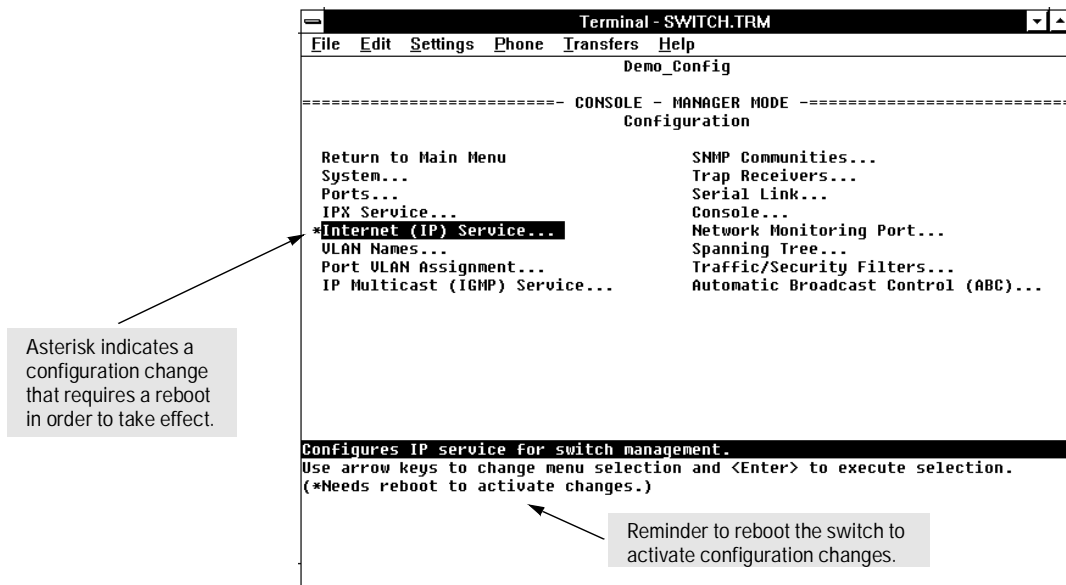 Terminal - SWITCH.TRM
File Edit Settings Phone Transfers Help
Demo_Config
==========================- CONSOLE - MANAGER MODE -===========================
Configuration
Return to Main Menu SNMP Communities...
System... Trap Receivers...
Ports... Serial Link...
IPX Service... Console...
*Internet (IP) Service... Network Monitoring Port...
VLAN Names... Spanning Tree...
Port VLAN Assignment... Traffic/Security Filters...
IP Multicast (IGMP) Service... Automatic Broadcast Control (ABC)...
Asterisk indicates a
configuration change
that requires a reboot
in order to take effect.
Configures IP service for switch management.
Use arrow keys to change menu selection and <Enter> to execute selection.
(*Needs reboot to activate changes.)
Reminder to reboot the switch to
activate configuration changes.